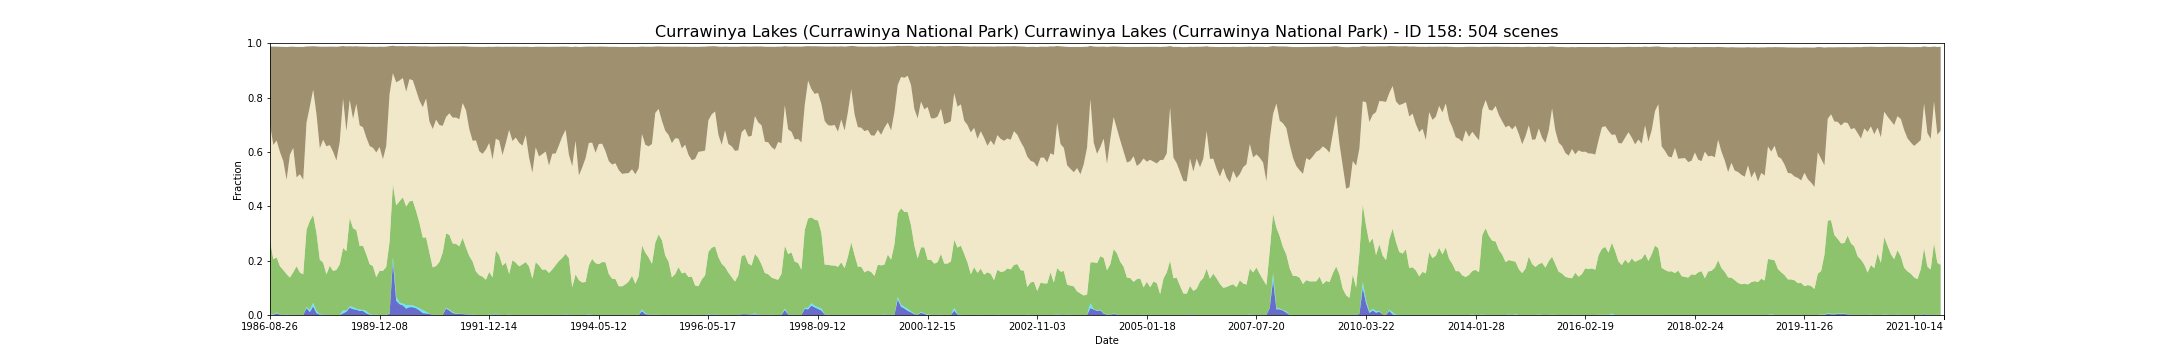 Currawinya Lakes (Currawinya National Park) Currawinya Lakes (Currawinya National Park) - ID 158: 504 scenes
1.0
0.8
0.6
0.4
0.2
0.0
Fraction
1986-08-26 1989-12-08 1991-12-14 1994-05-12 1996-05-17 1998-09-12 2000-12-15 2002-11-03 2005-01-18 2007-07-20 2010-03-22 2014-01-28 2016-02-19 2018-02-24 2019-11-26 2021-10-14
Date